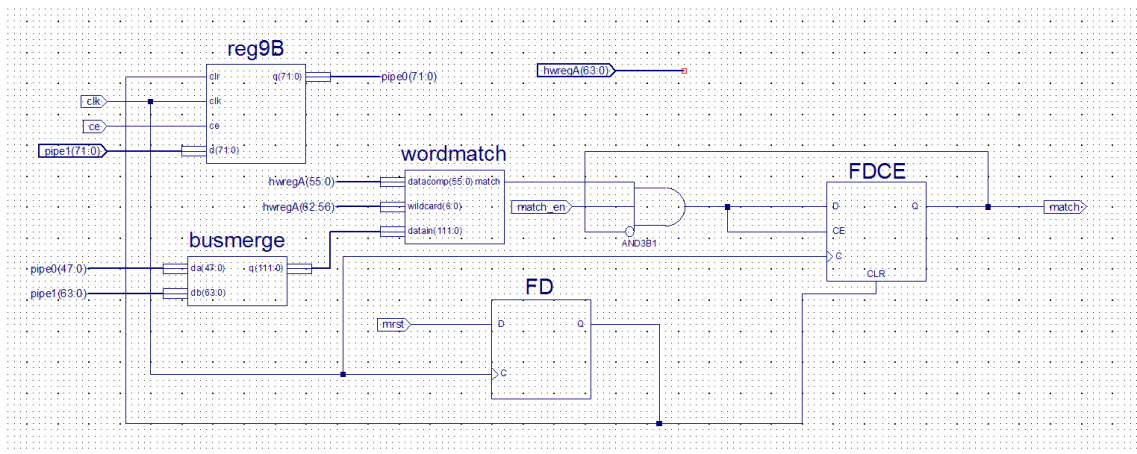 reg9B
clr
q(71:0)
pipe0(71:0)
hwregA(63:0)
clk
clk
ce
ce
pipe1(71:0)
d(71:0)
wordmatch
hwregA(55:0)
datacomp(55:0) match
hwregA(62:56)
wildcard(6:0)
datain(111:0)
match_en
AND3B1
FDCE
D
Q
CE
C
CLR
match
busmerge
pipe0(47:0)
da(47:0)
q(111:0)
pipe1(63:0)
db(63:0)
FD
mrst
D
Q
C